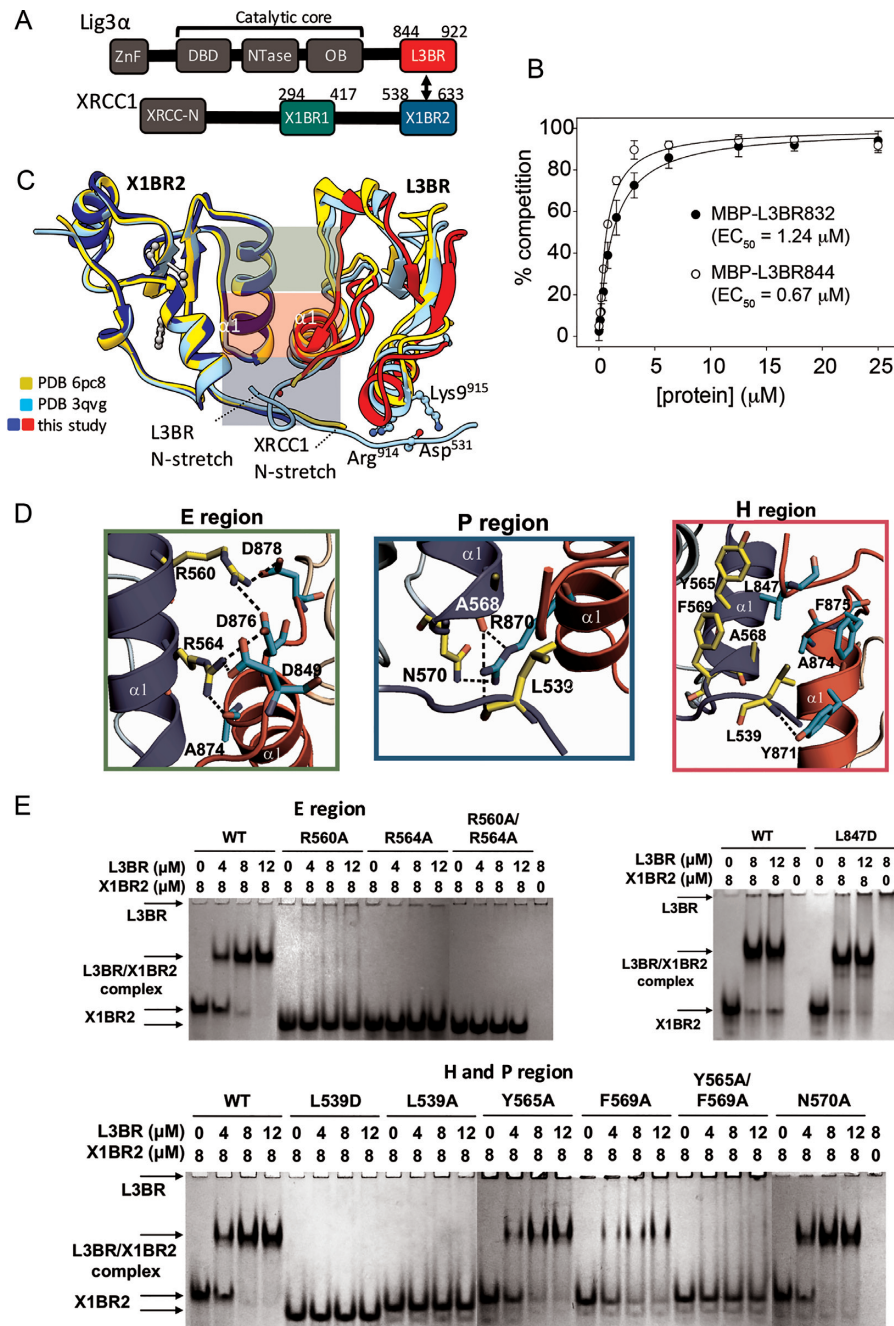 A
Lig3α
Catalytic core
844 922
ZnF DBD NTase OB L3BR
XRCC1
294 417 538 633
XRCC-N X1BR1 X1BR2
B
% competition
100
80
60
40
20
0
MBP-L3BR832
(EC50 = 1.24 μM)
MBP-L3BR844
(EC50 = 0.67 μM)
0 5 10 15 20 25
[protein] (μM)
C
X1BR2
L3BR
α1
α1
PDB 6pc8
PDB 3qvg
this study
L3BR
N-stretch
XRCC1
N-stretch
Lys9915
Arg914
Asp531
D
E region
R560
D878
D876
R564
D849
A874
α1
α1
P region
α1
A568
R870
N570
L539
α1
H region
Y565
L847
α1
F569
F875
A568
A874
α1
L539
Y871
E
E region
WT R560A R564A R560A/
R564A
L3BR (μM) 0 4 8 12 0 4 8 12 0 4 8 12 0 4 8 12 8
X1BR2 (μM) 8 8 8 8 8 8 8 8 8 8 8 8 8 8 8 8 0
L3BR
L3BR/X1BR2
complex
X1BR2
WT L847D
L3BR (μM) 0 8 12 8 0 8 12 8
X1BR2 (μM) 8 8 8 0 8 8 8 0
L3BR
L3BR/X1BR2
complex
X1BR2
H and P region
WT L539D L539A Y565A F569A Y565A/
F569A N570A
L3BR (μM) 0 4 8 12 0 4 8 12 0 4 8 12 0 4 8 12 0 4 8 12 0 4 8 12 0 4 8 12 8
X1BR2 (μM) 8 8 8 8 8 8 8 8 8 8 8 8 8 8 8 8 8 8 8 8 8 8 8 8 8 8 8 8 0
L3BR
L3BR/X1BR2
complex
X1BR2